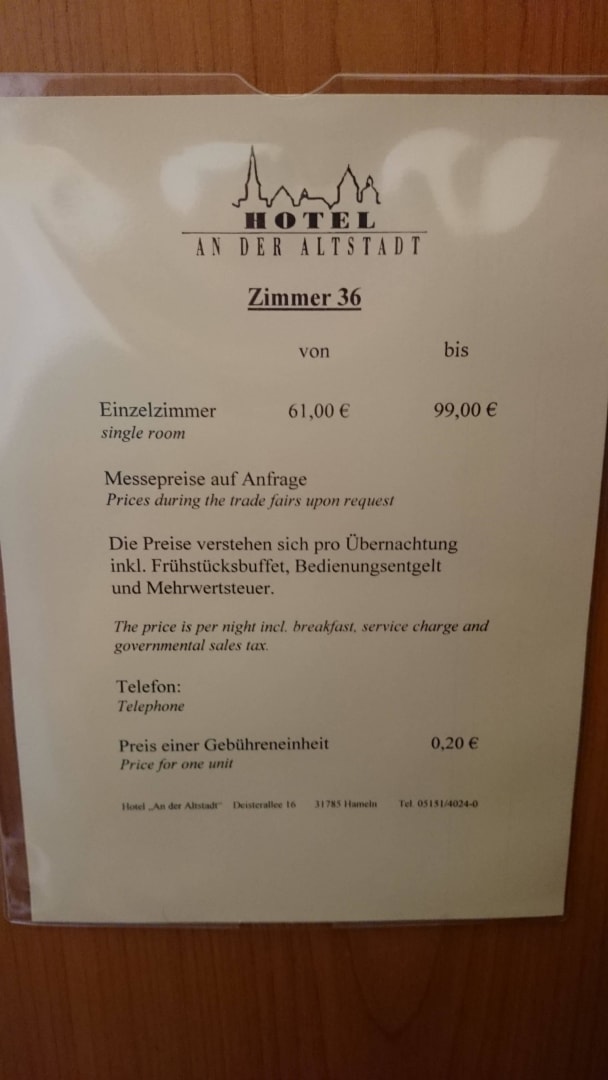 HOTEL
AN DER ALTSTADT
Zimmer 36
von bis
Einzelzimmer 61,00 € 99,00 €
single room
Messepreise auf Anfrage
Prices during the trade fairs upon request
Die Preise verstehen sich pro Übernachtung
inkl. Frühstücksbuffet, Bedienungsentgelt
und Mehrwertsteuer.
The price is per night incl. breakfast, service charge and
governmental sales tax.
Telefon:
Telephone
Preis einer Gebühreneinheit 0,20 €
Price for one unit
Hotel „An der Altstadt" Deisterallee 16 31785 Hameln Tel. 05151/4024-0